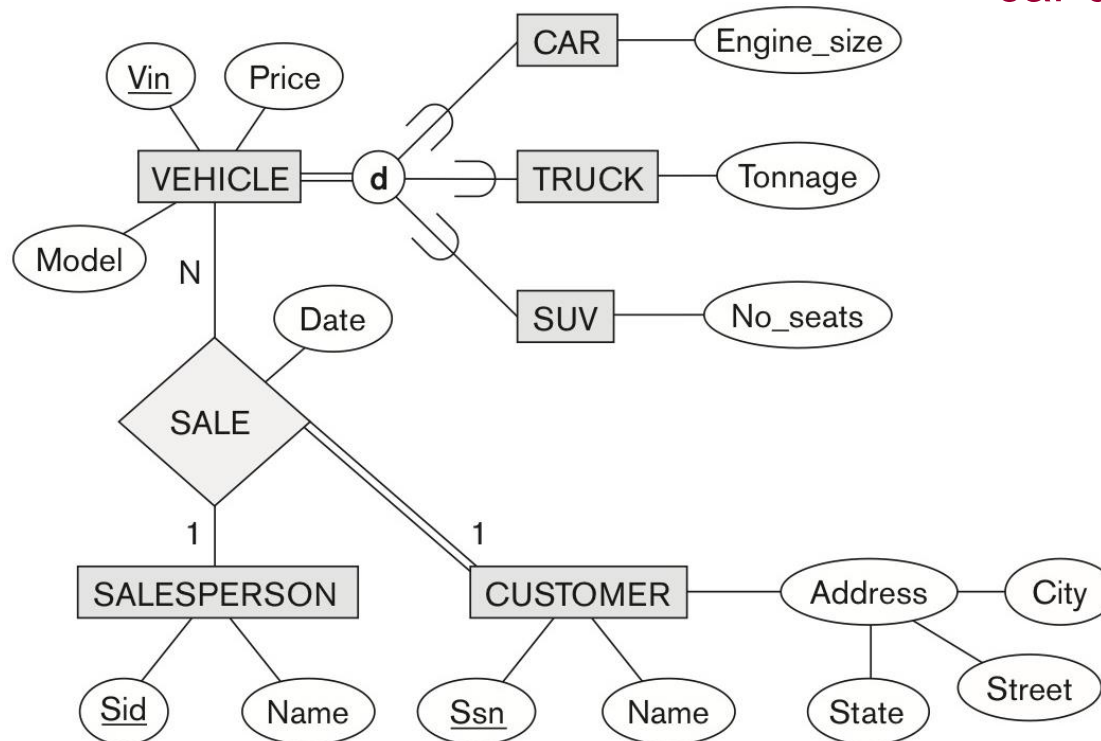 CAR
Engine_size
Vin
Price
VEHICLE
d
TRUCK
Tonnage
Model
N
Date
SUV
No_seats
SALE
1
1
SALESPERSON
CUSTOMER
Address
City
Sid
Name
Ssn
Name
State
Street